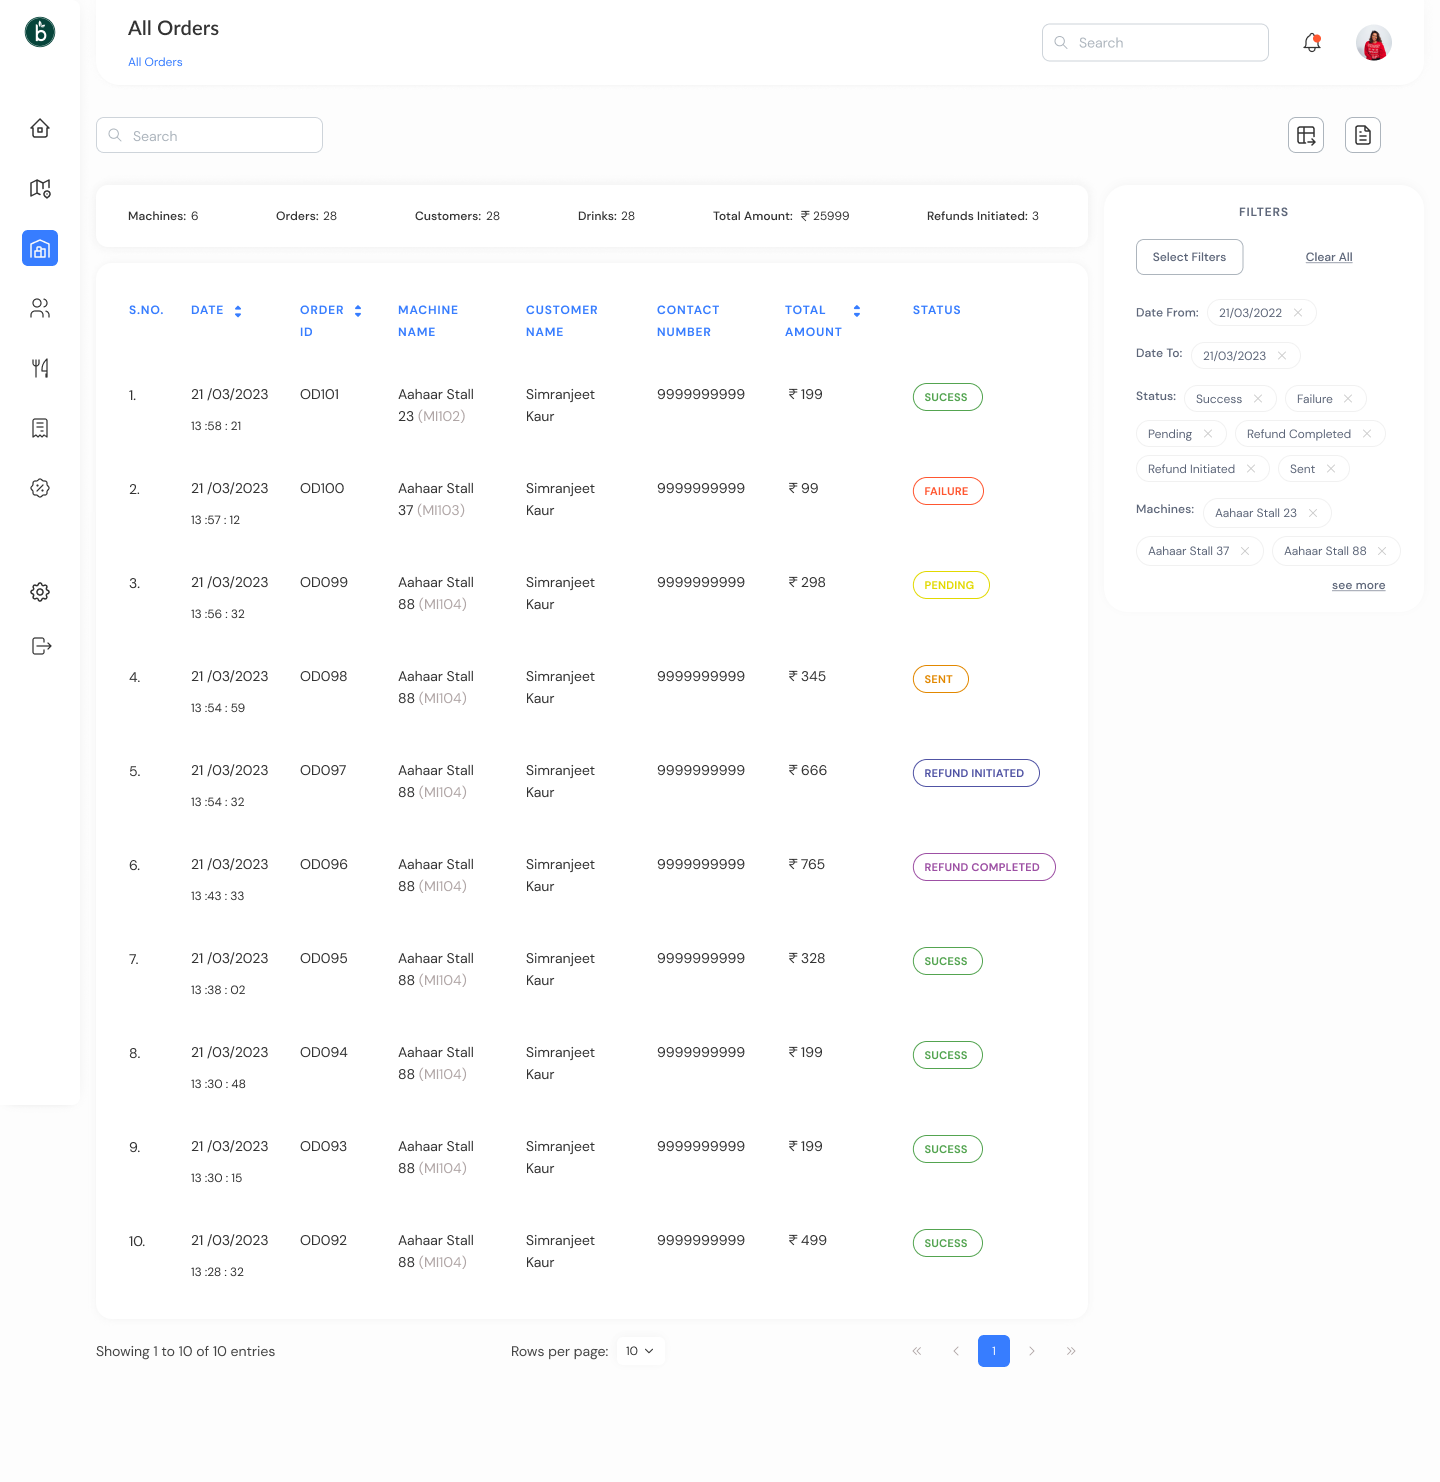 b
All Orders
All Orders
Search
Search
Machines: 6 Orders: 28 Customers: 28 Drinks: 28 Total Amount: ₹ 25999 Refunds Initiated: 3
S.NO. DATE ORDER ID MACHINE NAME CUSTOMER NAME CONTACT NUMBER TOTAL AMOUNT STATUS
1. 21 /03/2023 OD101 Aahaar Stall Simranjeet 9999999999 ₹ 199 SUCESS
13 :58 : 21 23 (MI102) Kaur
2. 21 /03/2023 OD100 Aahaar Stall Simranjeet 9999999999 ₹ 99 FAILURE
13 :57 : 12 37 (MI103) Kaur
3. 21 /03/2023 OD099 Aahaar Stall Simranjeet 9999999999 ₹ 298 PENDING
13 :56 : 32 88 (MI104) Kaur
4. 21 /03/2023 OD098 Aahaar Stall Simranjeet 9999999999 ₹ 345 SENT
13 :54 : 59 88 (MI104) Kaur
5. 21 /03/2023 OD097 Aahaar Stall Simranjeet 9999999999 ₹ 666 REFUND INITIATED
13 :54 : 32 88 (MI104) Kaur
6. 21 /03/2023 OD096 Aahaar Stall Simranjeet 9999999999 ₹ 765 REFUND COMPLETED
13 :43 : 33 88 (MI104) Kaur
7. 21 /03/2023 OD095 Aahaar Stall Simranjeet 9999999999 ₹ 328 SUCESS
13 :38 : 02 88 (MI104) Kaur
8. 21 /03/2023 OD094 Aahaar Stall Simranjeet 9999999999 ₹ 199 SUCESS
13 :30 : 48 88 (MI104) Kaur
9. 21 /03/2023 OD093 Aahaar Stall Simranjeet 9999999999 ₹ 199 SUCESS
13 :30 : 15 88 (MI104) Kaur
10. 21 /03/2023 OD092 Aahaar Stall Simranjeet 9999999999 ₹ 499 SUCESS
13 :28 : 32 88 (MI104) Kaur
Showing 1 to 10 of 10 entries Rows per page: 10 1
FILTERS
Select Filters Clear All
Date From: 21/03/2022
Date To: 21/03/2023
Status: Success Failure
Pending Refund Completed
Refund Initiated Sent
Machines: Aahaar Stall 23
Aahaar Stall 37 Aahaar Stall 88
see more